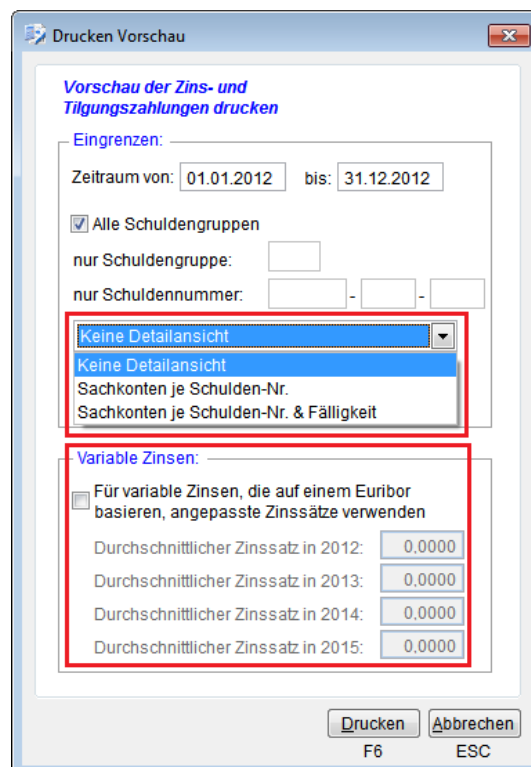 Drucken Vorschau
Vorschau der Zins- und
Tilgungszahlungen drucken
Eingrenzen:
Zeitraum von: 01.01.2012 bis: 31.12.2012
Alle Schuldengruppen
nur Schuldengruppe:
nur Schuldennummer: - -
Keine Detailansicht
Keine Detailansicht
Sachkonten je Schulden-Nr.
Sachkonten je Schulden-Nr. & Fälligkeit
Variable Zinsen:
Für variable Zinsen, die auf einem Euribor
basieren, angepasste Zinssätze verwenden
Durchschnittlicher Zinssatz in 2012: 0,0000
Durchschnittlicher Zinssatz in 2013: 0,0000
Durchschnittlicher Zinssatz in 2014: 0,0000
Durchschnittlicher Zinssatz in 2015: 0,0000
Drucken Abbrechen
F6 ESC